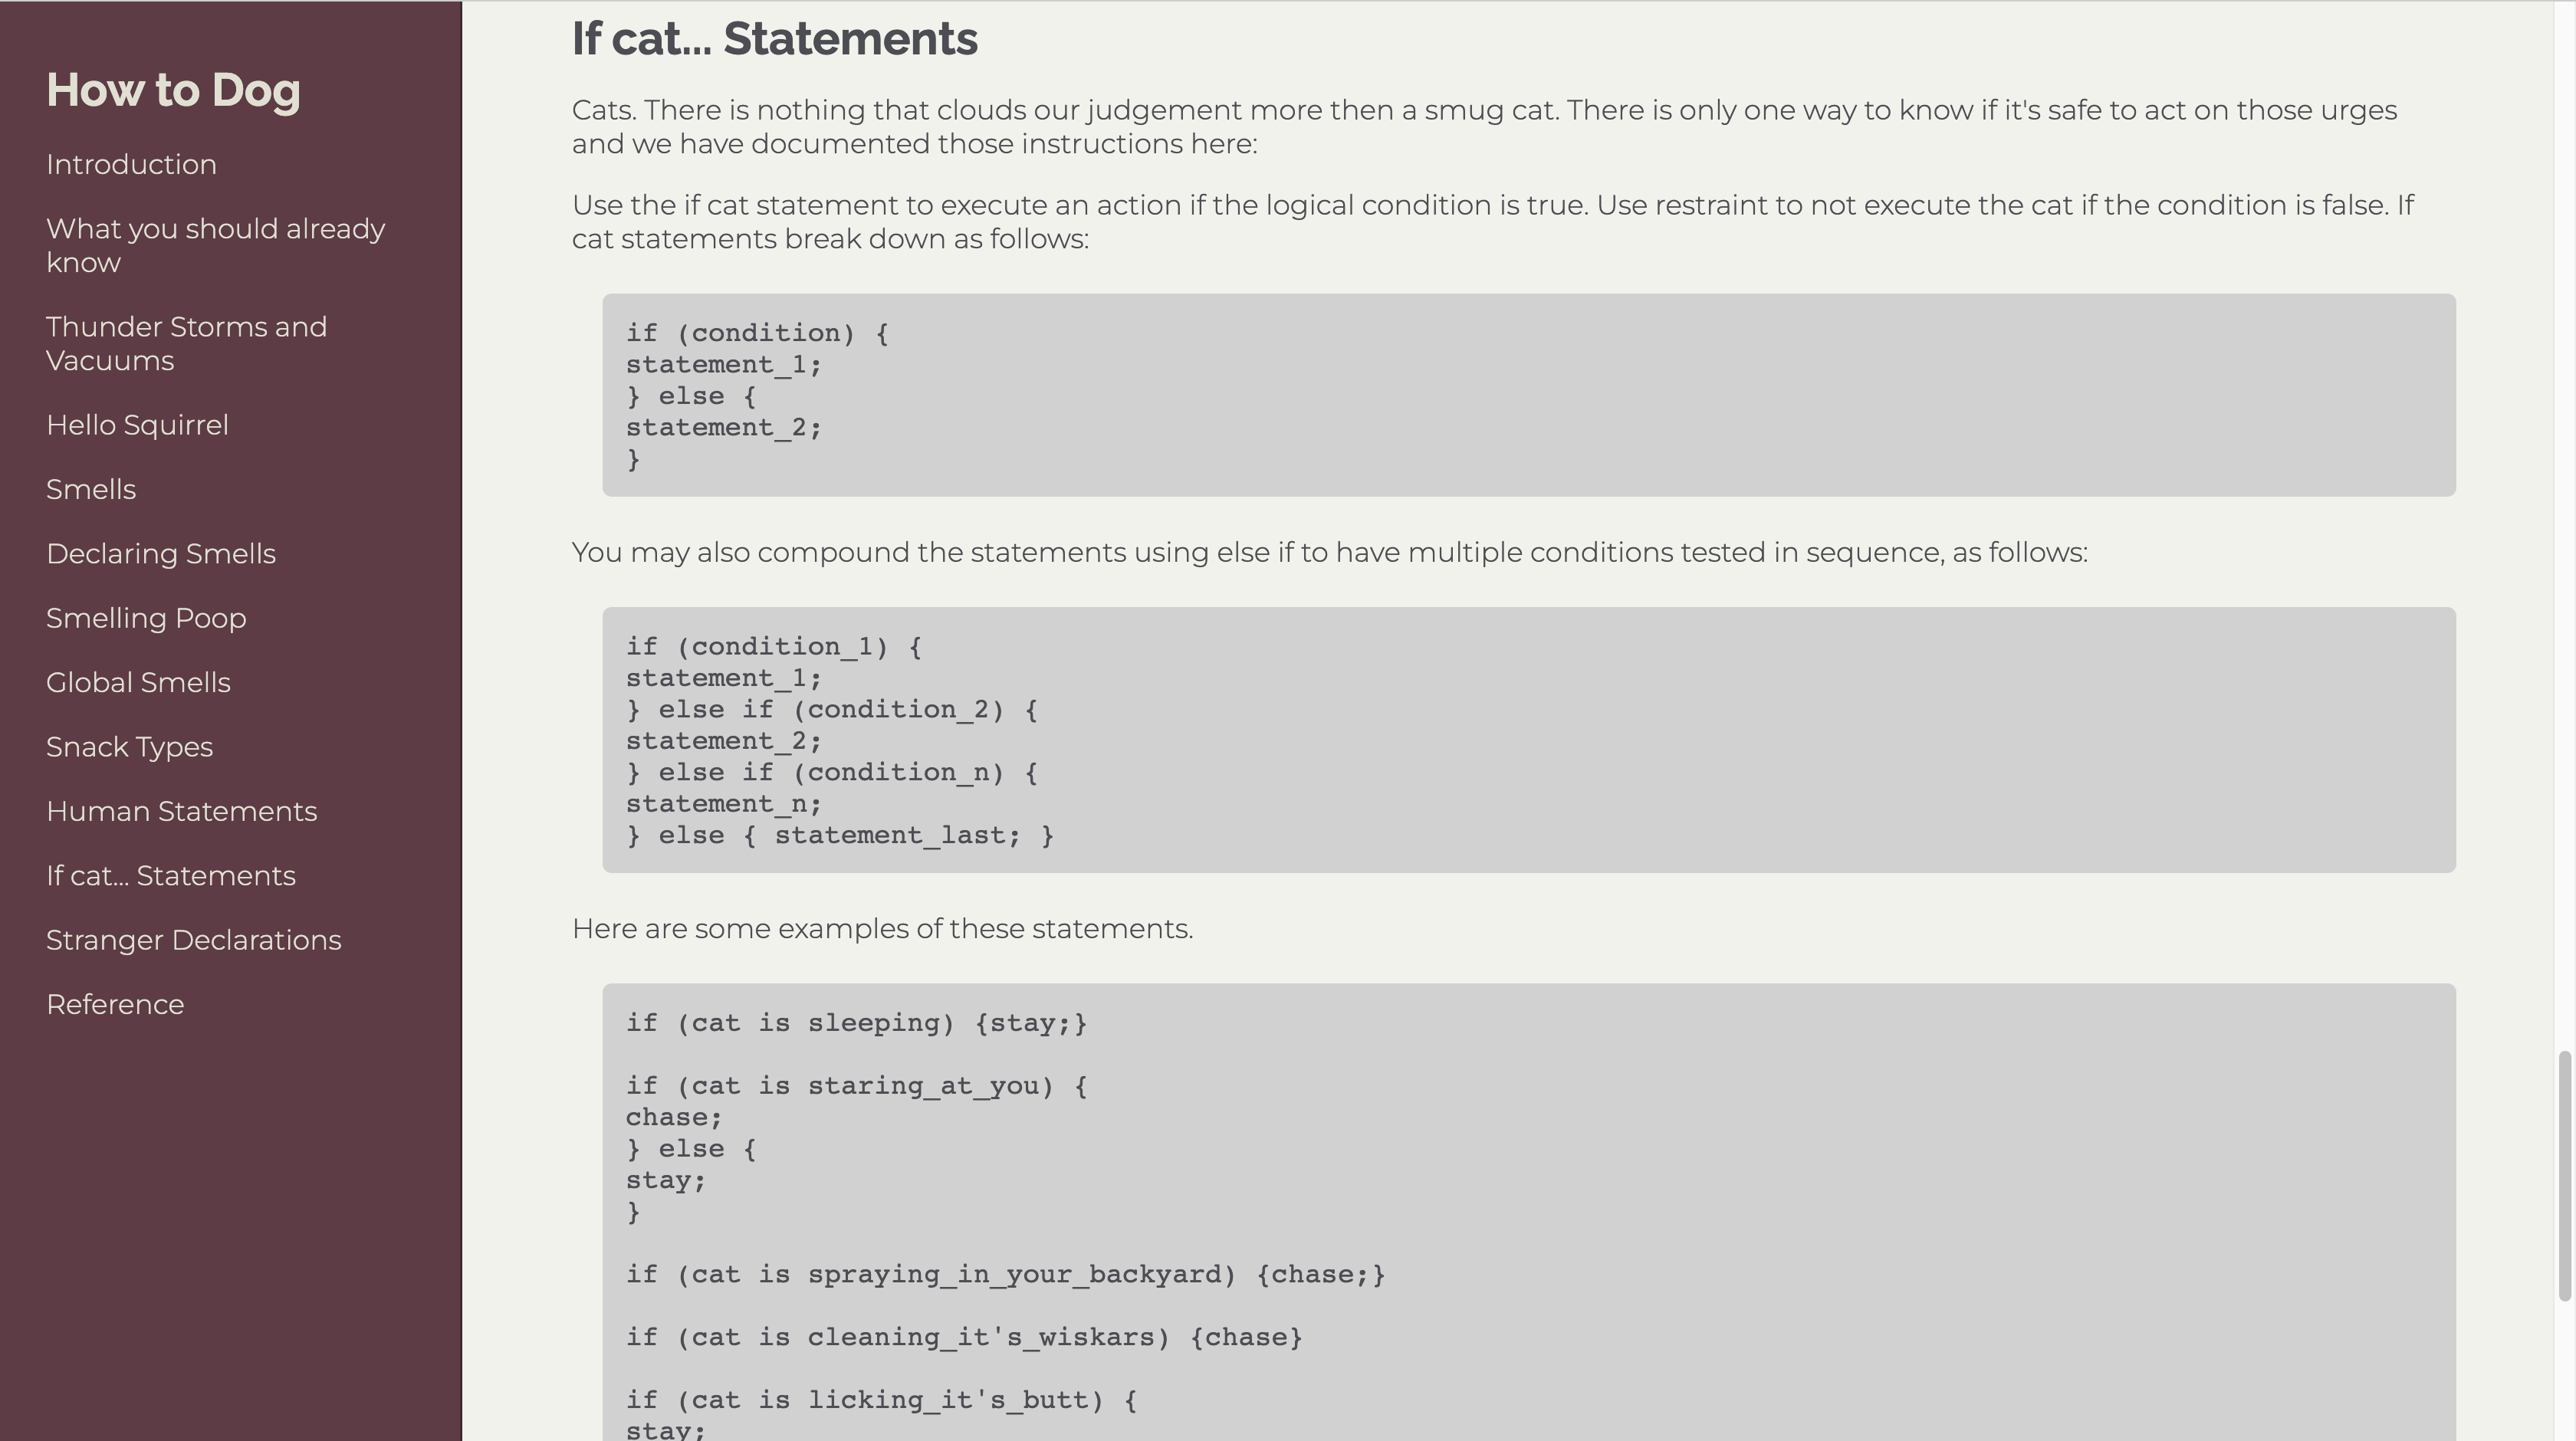 How to Dog
Introduction
What you should already
know
Thunder Storms and
Vacuums
Hello Squirrel
Smells
Declaring Smells
Smelling Poop
Global Smells
Snack Types
Human Statements
If cat... Statements
Stranger Declarations
Reference
If cat... Statements
Cats. There is nothing that clouds our judgement more then a smug cat. There is only one way to know if it's safe to act on those urges
and we have documented those instructions here:
Use the if cat statement to execute an action if the logical condition is true. Use restraint to not execute the cat if the condition is false. If
cat statements break down as follows:
if (condition) {
statement_1;
} else {
statement_2;
}
You may also compound the statements using else if to have multiple conditions tested in sequence, as follows:
if (condition_1) {
statement_1;
} else if (condition_2) {
statement_2;
} else if (condition_n) {
statement_n;
} else { statement_last; }
Here are some examples of these statements.
if (cat is sleeping) {stay;}
if (cat is staring_at_you) {
chase;
} else {
stay;
}
if (cat is spraying_in_your_backyard) {chase;}
if (cat is cleaning_it's_wiskars) {chase}
if (cat is licking_it's_butt) {
stay;